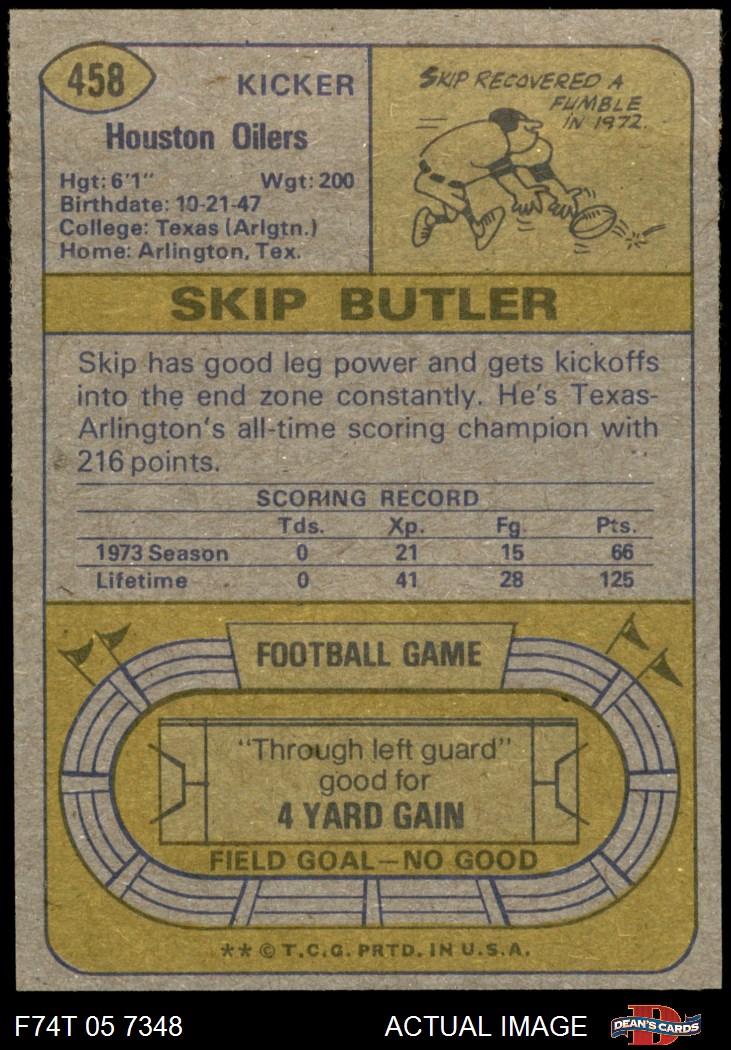 458
KICKER
Houston Oilers
Hgt: 6'1" Wgt: 200
Birthdate: 10-21-47
College: Texas (Arlgtn.)
Home: Arlington, Tex.
SKIP RECOVERED A
FUMBLE
IN 1972.
SKIP BUTLER
Skip has good leg power and gets kickoffs
into the end zone constantly. He's Texas-
Arlington's all-time scoring champion with
216 points.
SCORING RECORD
Tds. Xp. Fg. Pts.
1973 Season 0 21 15 66
Lifetime 0 41 28 125
FOOTBALL GAME
"Through left guard"
good for
4 YARD GAIN
FIELD GOAL—NO GOOD
** © T.C.G. PRTD. IN U.S.A.
F74T 05 7348 ACTUAL IMAGE
D
DEAN'S CARDS